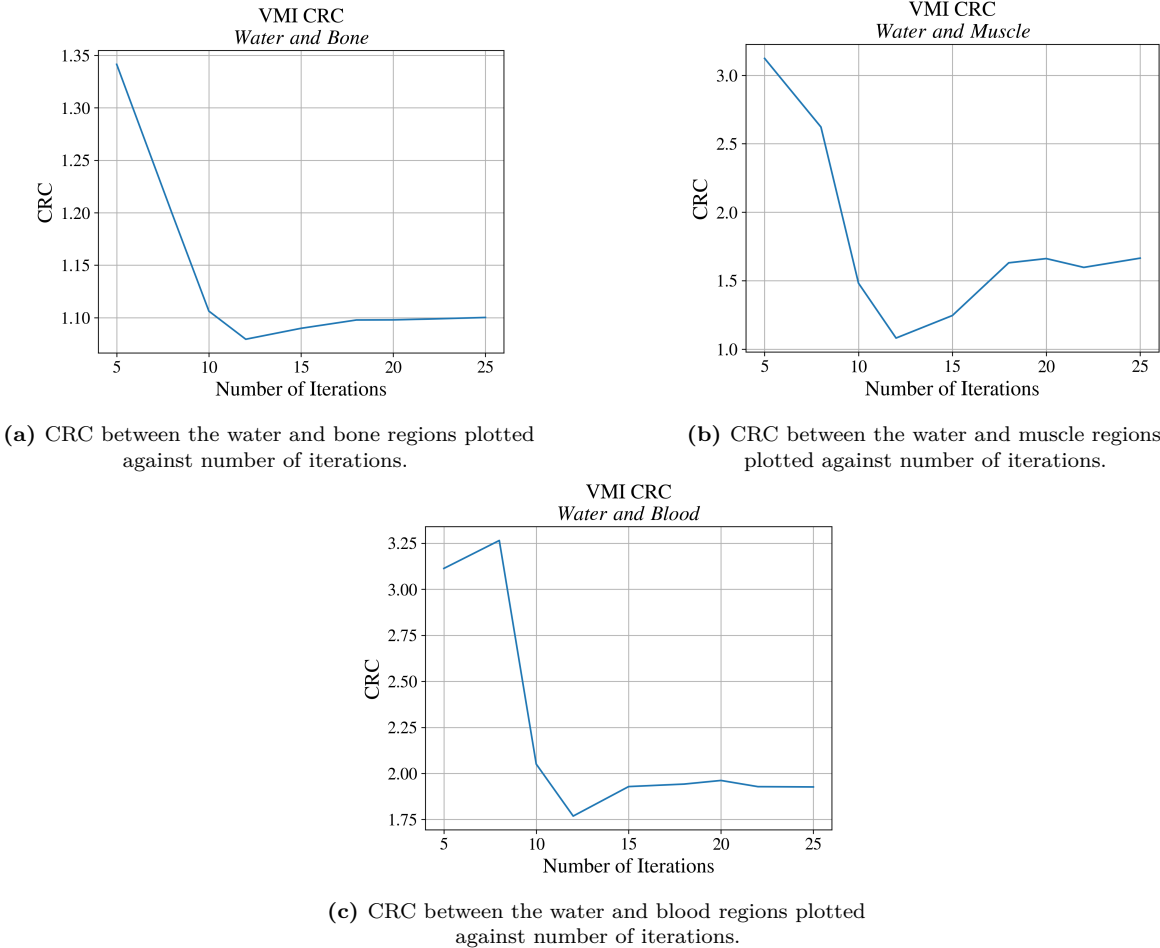 VMI CRC
Water and Bone
1.35
1.30
1.25
1.20
1.15
1.10
CRC
5 10 15 20 25
Number of Iterations
(a) CRC between the water and bone regions plotted
against number of iterations.
VMI CRC
Water and Muscle
3.0
2.5
2.0
1.5
1.0
CRC
5 10 15 20 25
Number of Iterations
(b) CRC between the water and muscle regions
plotted against number of iterations.
VMI CRC
Water and Blood
3.25
3.00
2.75
2.50
2.25
2.00
1.75
CRC
5 10 15 20 25
Number of Iterations
(c) CRC between the water and blood regions plotted
against number of iterations.